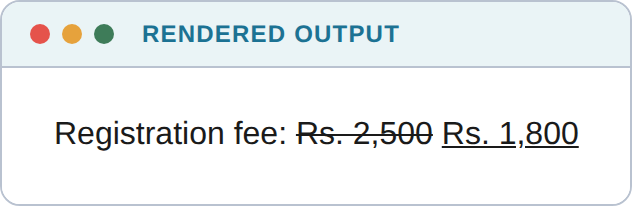 RENDERED OUTPUT
Registration fee: Rs. 2,500 Rs. 1,800